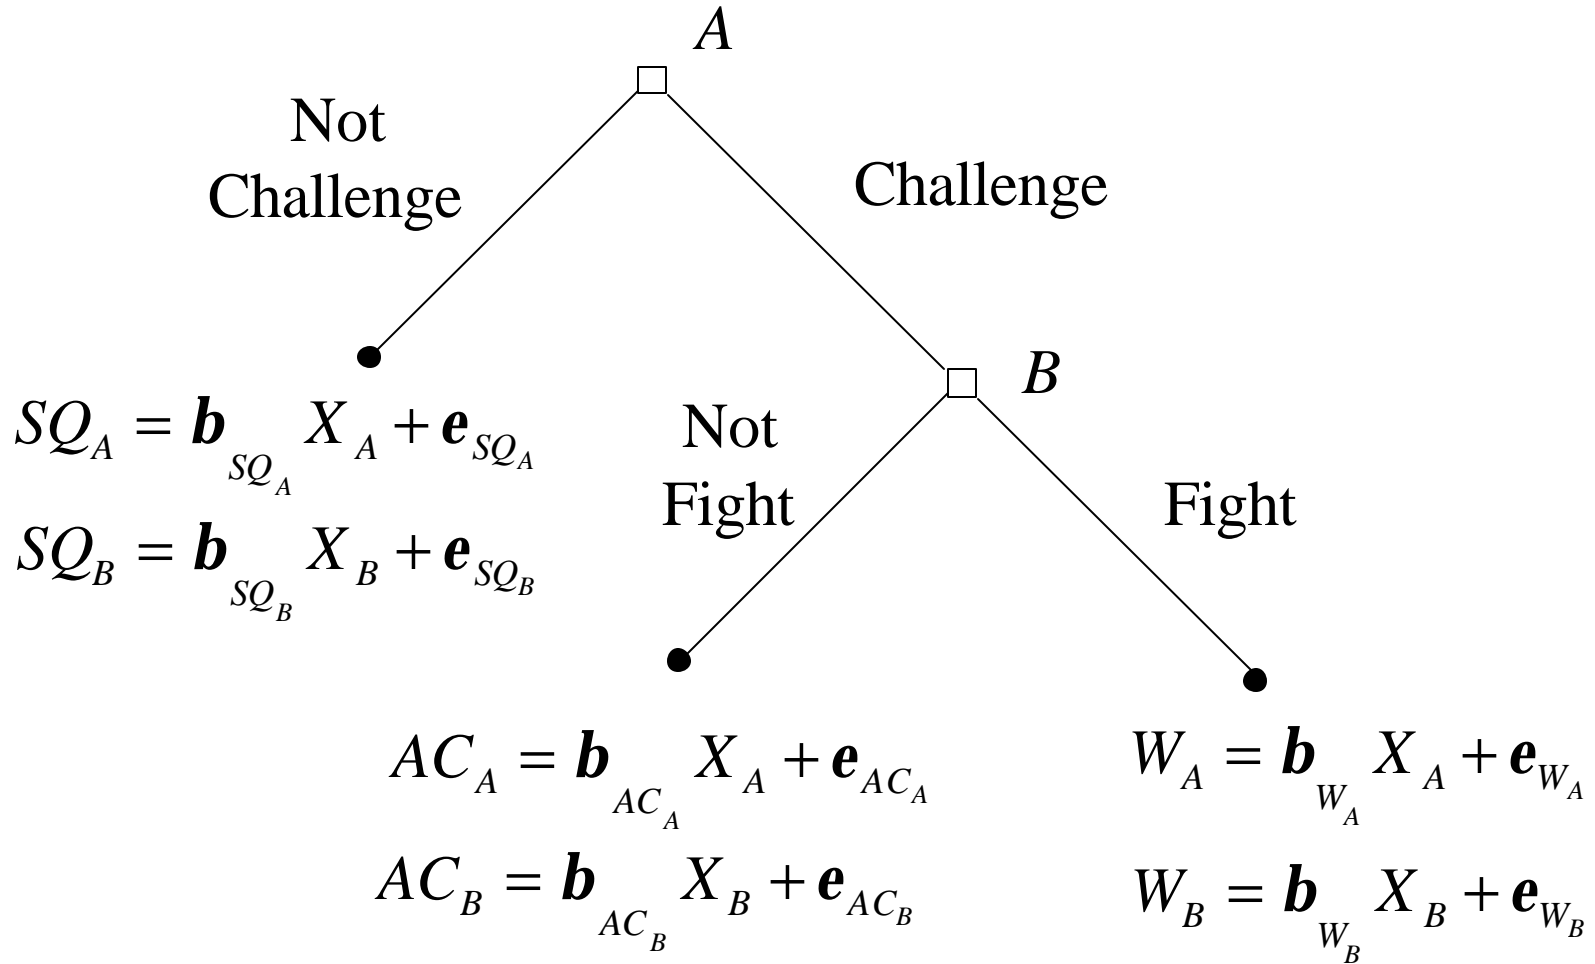 A
Not
Challenge
Challenge
B
SQ_A = b_{SQ_A} X_A + e_{SQ_A}
SQ_B = b_{SQ_B} X_B + e_{SQ_B}
Not
Fight
Fight
AC_A = b_{AC_A} X_A + e_{AC_A}
AC_B = b_{AC_B} X_B + e_{AC_B}
W_A = b_{W_A} X_A + e_{W_A}
W_B = b_{W_B} X_B + e_{W_B}